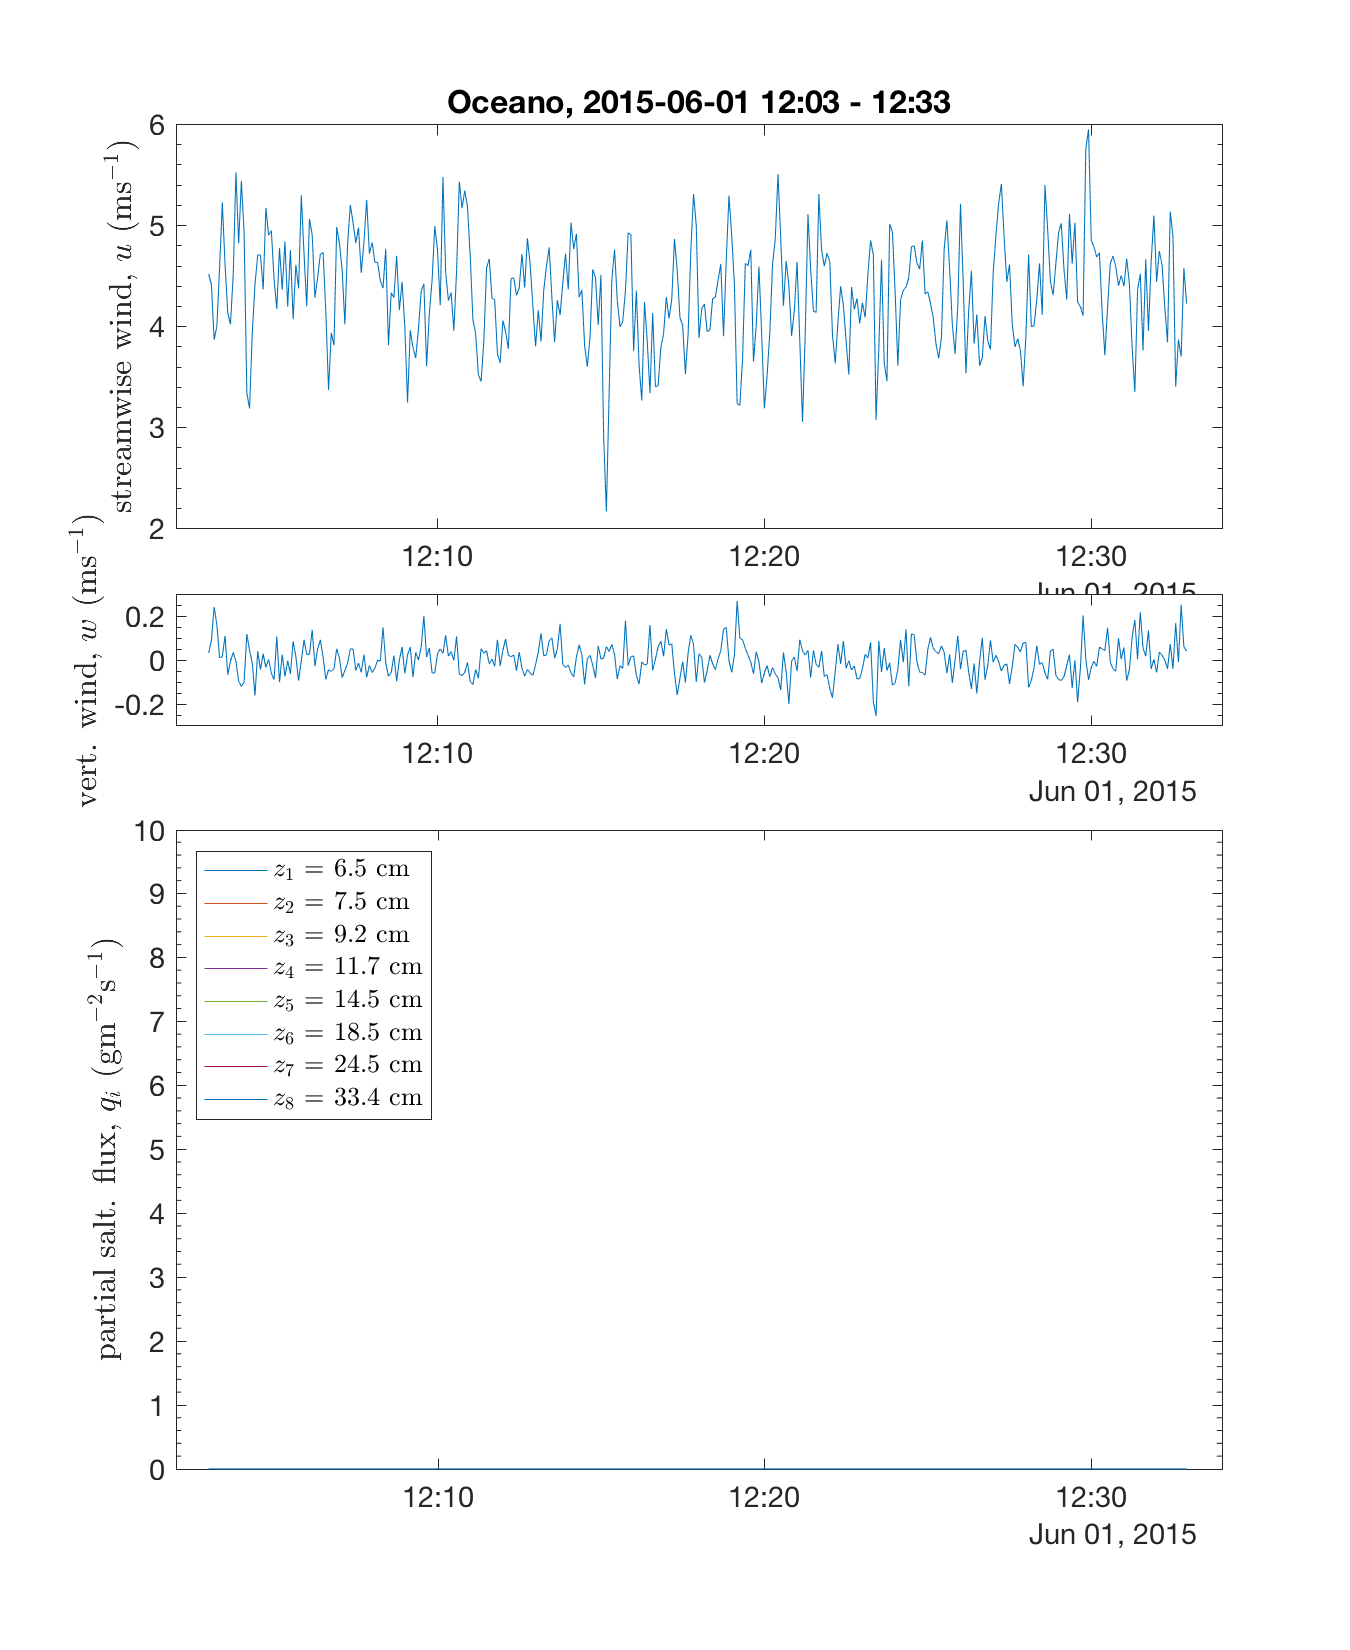 Oceano, 2015-06-01 12:03 - 12:33
streamwise wind, u (ms⁻¹)
6
5
4
3
2
12:10 12:20 12:30
Jun 01, 2015
vert. wind, w (ms⁻¹)
0.2
0
-0.2
12:10 12:20 12:30
Jun 01, 2015
partial salt. flux, qᵢ (gm⁻²s⁻¹)
10
9
8
7
6
5
4
3
2
1
0
z₁ = 6.5 cm
z₂ = 7.5 cm
z₃ = 9.2 cm
z₄ = 11.7 cm
z₅ = 14.5 cm
z₆ = 18.5 cm
z₇ = 24.5 cm
z₈ = 33.4 cm
12:10 12:20 12:30
Jun 01, 2015